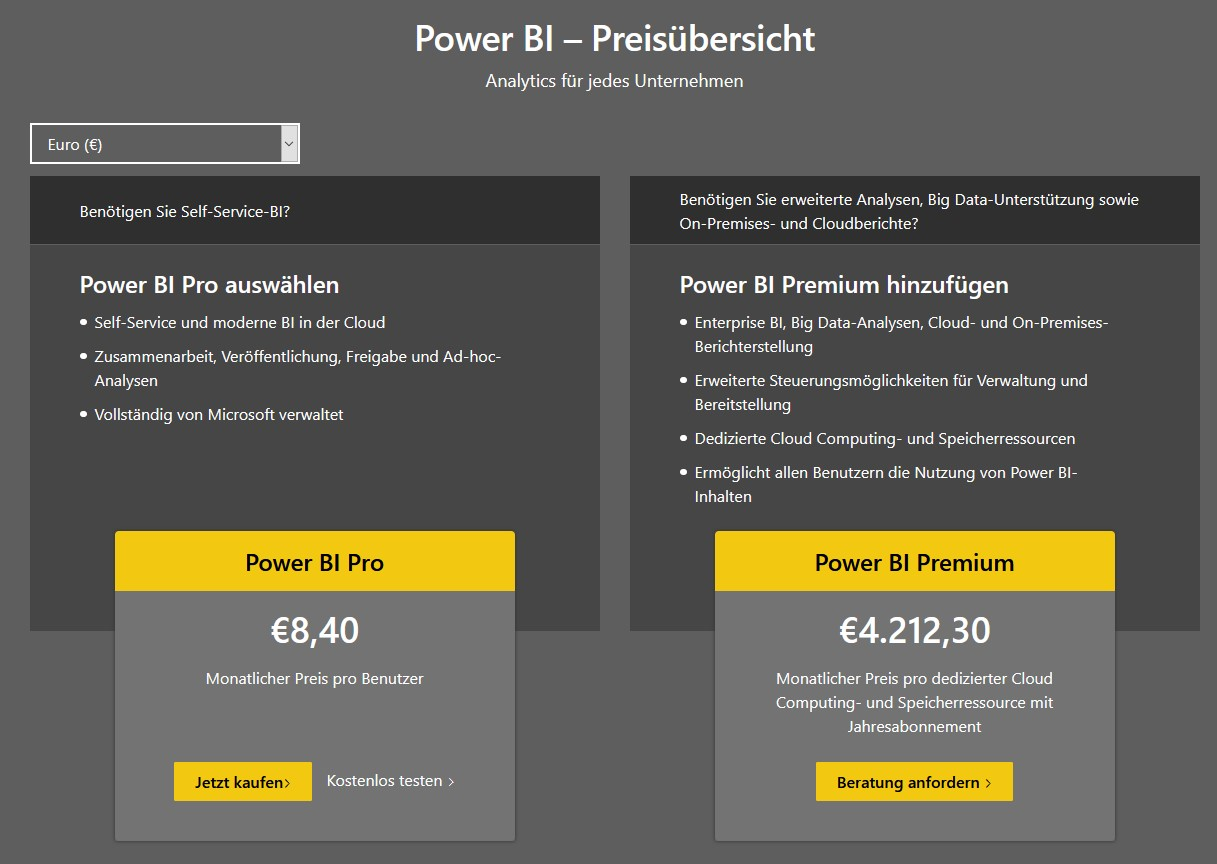 Power BI – Preisübersicht
Analytics für jedes Unternehmen
Euro (€)
Benötigen Sie Self-Service-BI?
Power BI Pro auswählen
• Self-Service und moderne BI in der Cloud
• Zusammenarbeit, Veröffentlichung, Freigabe und Ad-hoc-
Analysen
• Vollständig von Microsoft verwaltet
Power BI Pro
€8,40
Monatlicher Preis pro Benutzer
Jetzt kaufen›
Kostenlos testen ›
Benötigen Sie erweiterte Analysen, Big Data-Unterstützung sowie
On-Premises- und Cloudberichte?
Power BI Premium hinzufügen
• Enterprise BI, Big Data-Analysen, Cloud- und On-Premises-
Berichterstellung
• Erweiterte Steuerungsmöglichkeiten für Verwaltung und
Bereitstellung
• Dedizierte Cloud Computing- und Speicherressourcen
• Ermöglicht allen Benutzern die Nutzung von Power BI-
Inhalten
Power BI Premium
€4.212,30
Monatlicher Preis pro dedizierter Cloud
Computing- und Speicherressource mit
Jahresabonnement
Beratung anfordern ›